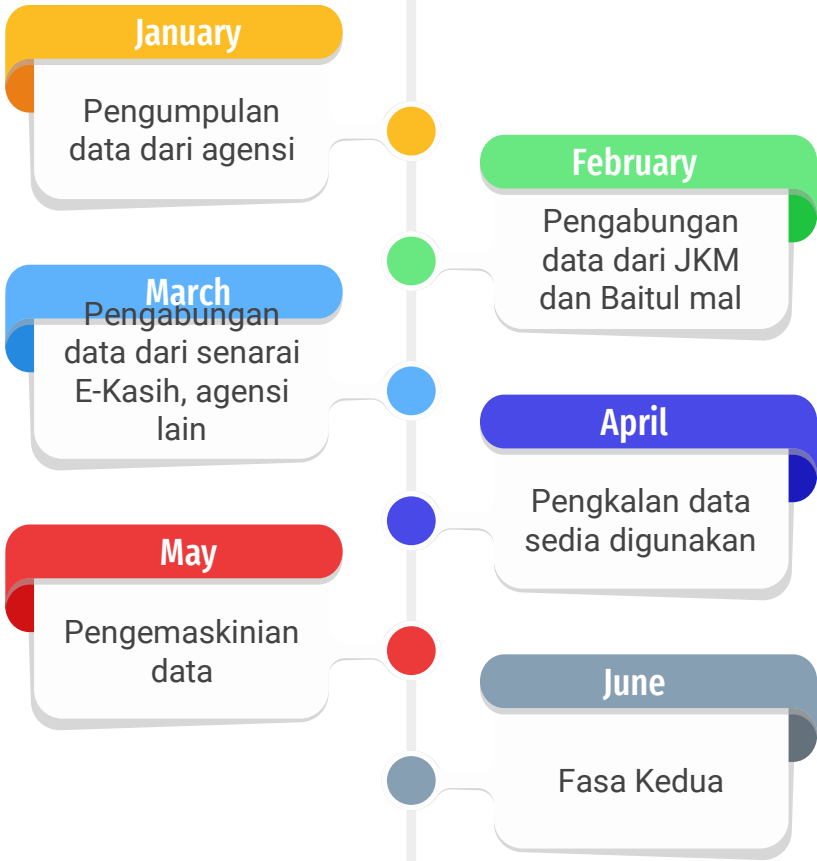 January
Pengumpulan
data dari agensi
February
Pengabungan
data dari JKM
dan Baitul mal
March
Pengabungan
data dari senarai
E-Kasih, agensi
lain
April
Pengkalan data
sedia digunakan
May
Pengemaskinian
data
June
Fasa Kedua